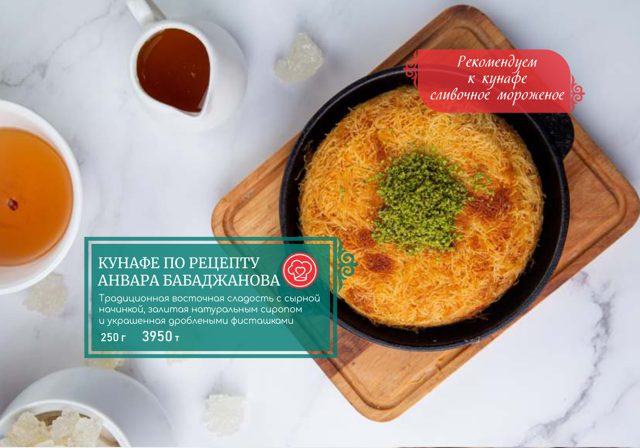 Рекомендуем
к кунафе
сливочное мороженое
КУНАФЕ ПО РЕЦЕПТУ
АНВАРА БАБАДЖАНОВА
Традиционная восточная сладость с сырной
начинкой, залитая натуральным сиропом
и украшенная дроблеными фисташками
250 г 3950 т